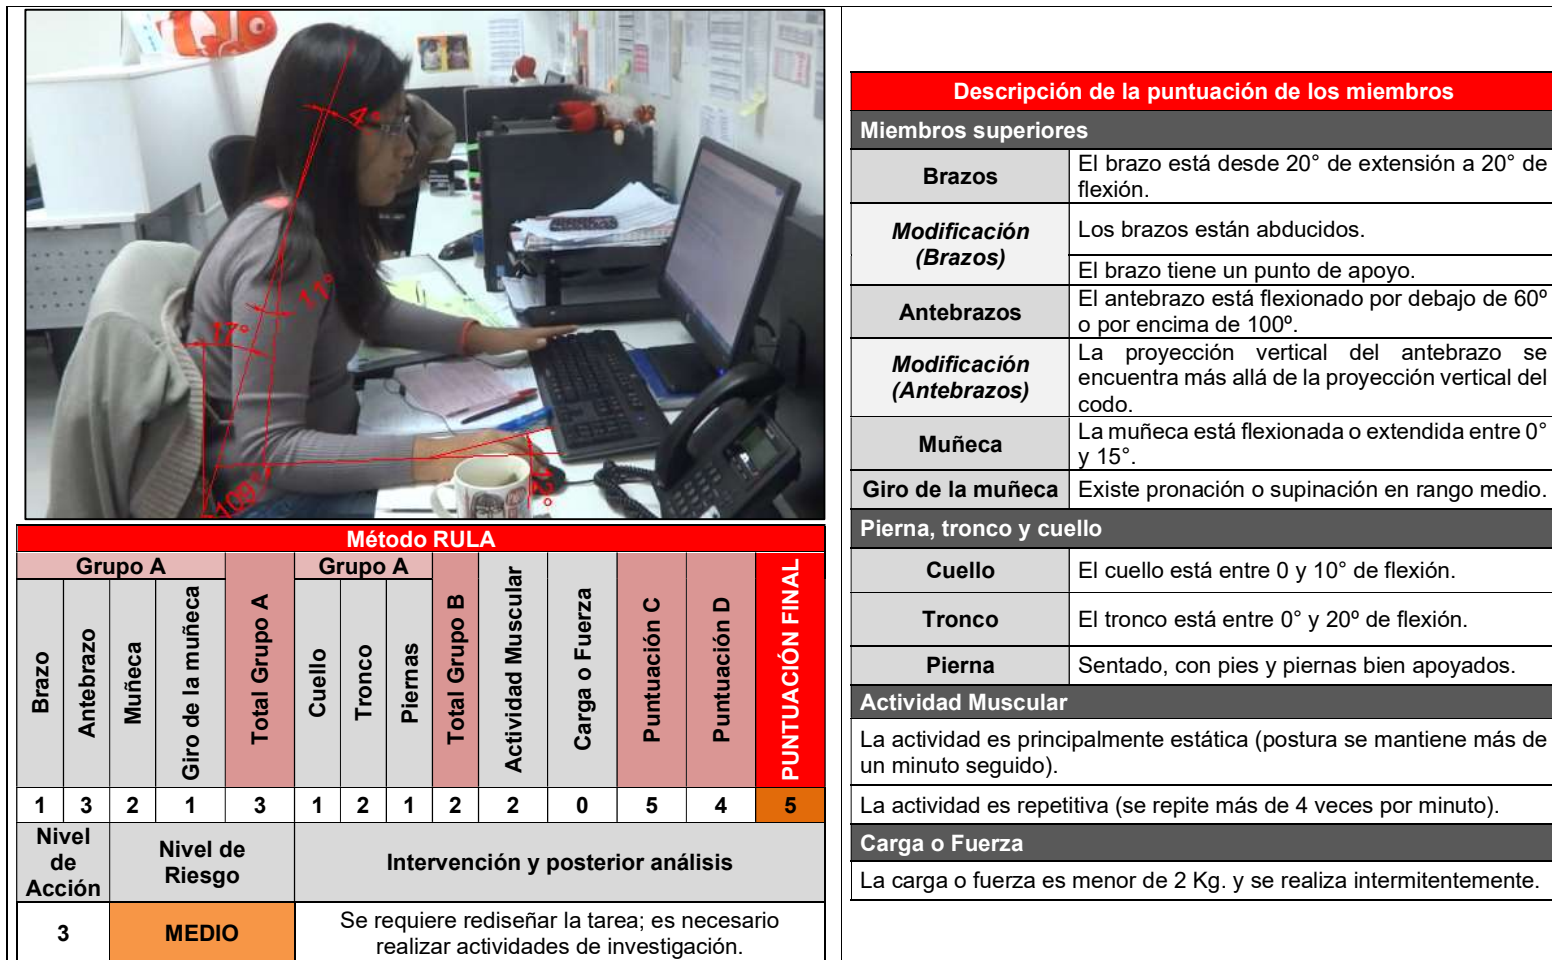 4°
11°
17°
109°
12°
Método RULA
Grupo A
Grupo A
Brazo
Antebrazo
Muñeca
Giro de la muñeca
Total Grupo A
Cuello
Tronco
Piernas
Total Grupo B
Actividad Muscular
Carga o Fuerza
Puntuación C
Puntuación D
PUNTUACIÓN FINAL
1 3 2 1 3 1 2 1 2 2 0 5 4 5
Nivel
de
Acción
Nivel de
Riesgo
Intervención y posterior análisis
3
MEDIO
Se requiere rediseñar la tarea; es necesario
realizar actividades de investigación.
Descripción de la puntuación de los miembros
Miembros superiores
Brazos
El brazo está desde 20° de extensión a 20° de
flexión.
Modificación
(Brazos)
Los brazos están abducidos.
El brazo tiene un punto de apoyo.
Antebrazos
El antebrazo está flexionado por debajo de 60º
o por encima de 100º.
Modificación
(Antebrazos)
La proyección vertical del antebrazo se
encuentra más allá de la proyección vertical del
codo.
Muñeca
La muñeca está flexionada o extendida entre 0°
y 15°.
Giro de la muñeca
Existe pronación o supinación en rango medio.
Pierna, tronco y cuello
Cuello
El cuello está entre 0 y 10° de flexión.
Tronco
El tronco está entre 0° y 20º de flexión.
Pierna
Sentado, con pies y piernas bien apoyados.
Actividad Muscular
La actividad es principalmente estática (postura se mantiene más de
un minuto seguido).
La actividad es repetitiva (se repite más de 4 veces por minuto).
Carga o Fuerza
La carga o fuerza es menor de 2 Kg. y se realiza intermitentemente.